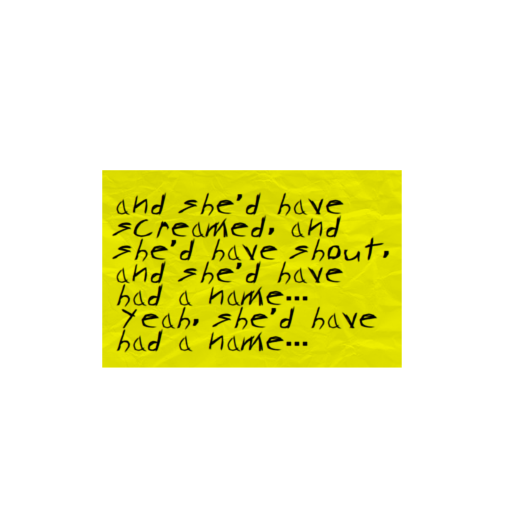 and she'd have
screamed, and
she'd have shout,
and she'd have
had a name...
Yeah, she'd have
had a name...